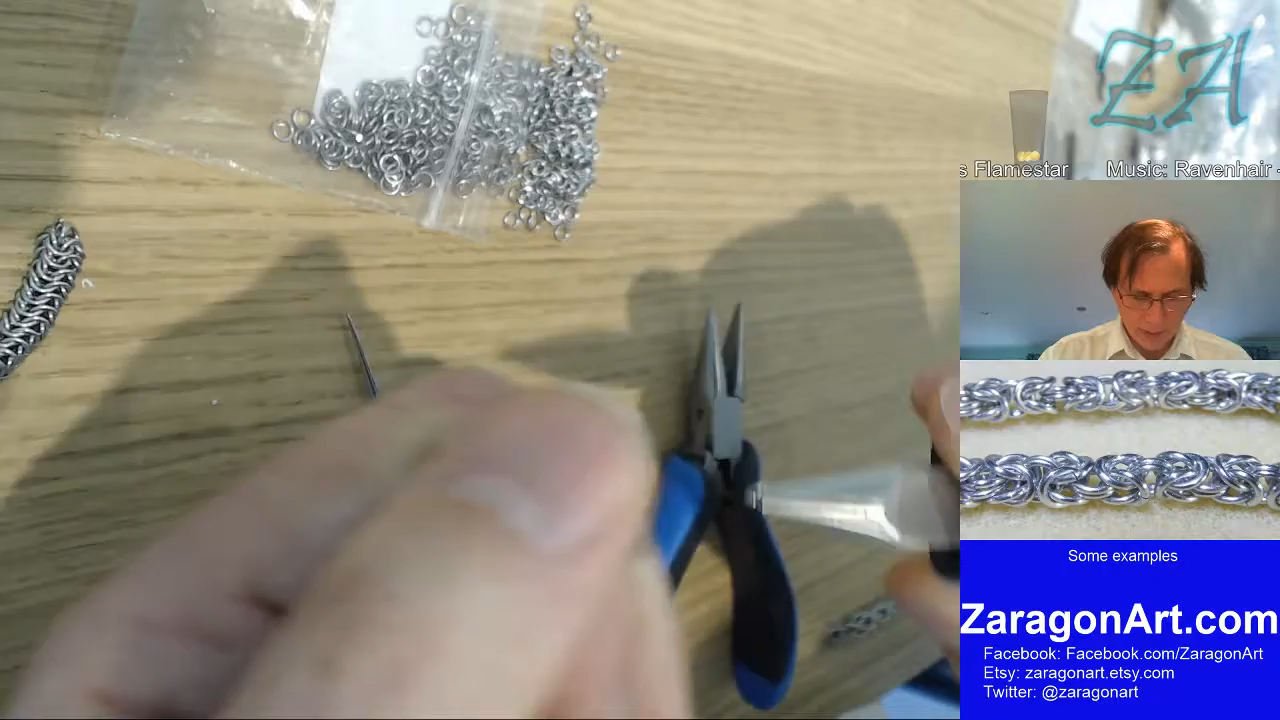 ZA
s Flamestar Music: Ravenhair -
Some examples
ZaragonArt.com
Facebook: Facebook.com/ZaragonArt
Etsy: zaragonart.etsy.com
Twitter: @zaragonart